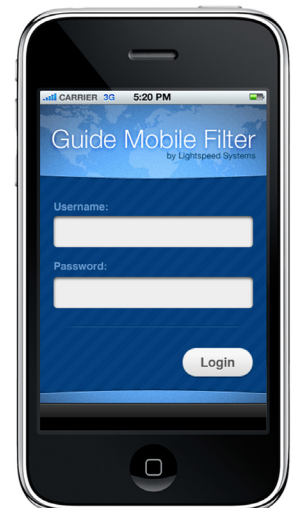 CARRIER 3G 5:20 PM
Guide Mobile Filter
by Lightspeed Systems
Username:
Password:
Login